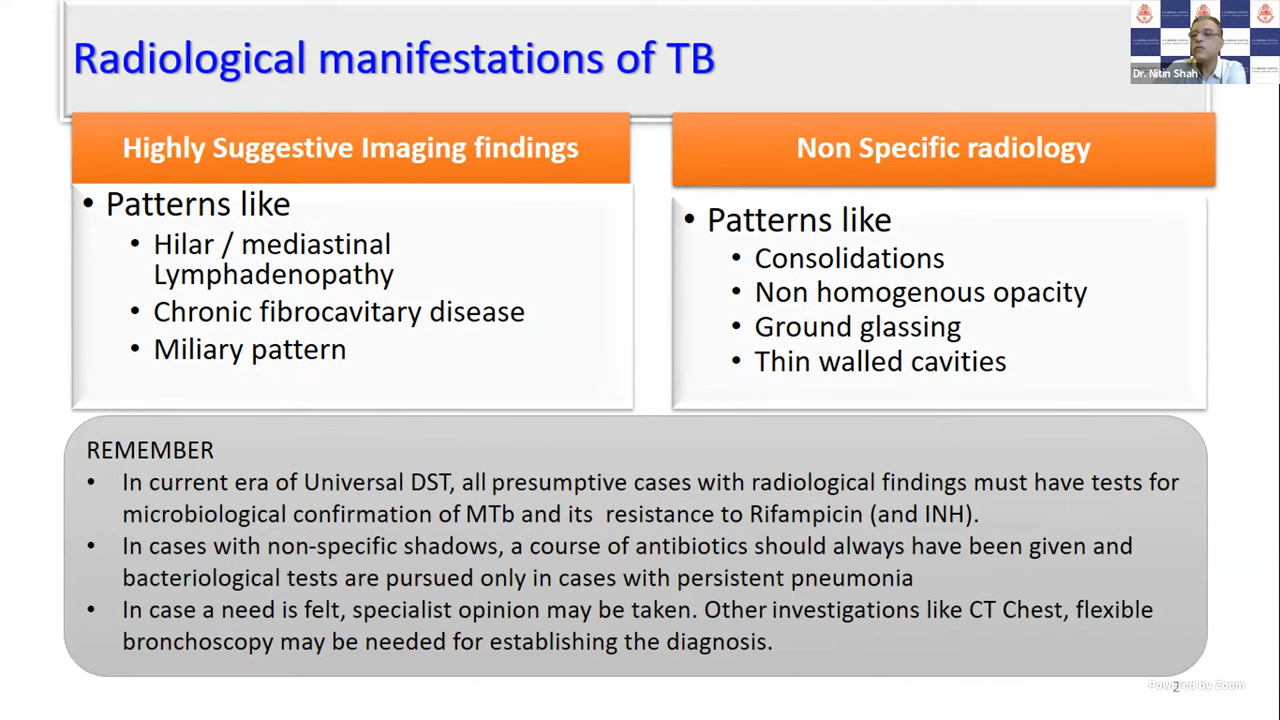 Radiological manifestations of TB
Dr. Nitin Shah
Highly Suggestive Imaging findings
• Patterns like
• Hilar / mediastinal
Lymphadenopathy
• Chronic fibrocavitary disease
• Miliary pattern
Non Specific radiology
• Patterns like
• Consolidations
• Non homogenous opacity
• Ground glassing
• Thin walled cavities
REMEMBER
• In current era of Universal DST, all presumptive cases with radiological findings must have tests for
microbiological confirmation of MTb and its resistance to Rifampicin (and INH).
• In cases with non-specific shadows, a course of antibiotics should always have been given and
bacteriological tests are pursued only in cases with persistent pneumonia
• In case a need is felt, specialist opinion may be taken. Other investigations like CT Chest, flexible
bronchoscopy may be needed for establishing the diagnosis.
Powered by Zoom
2